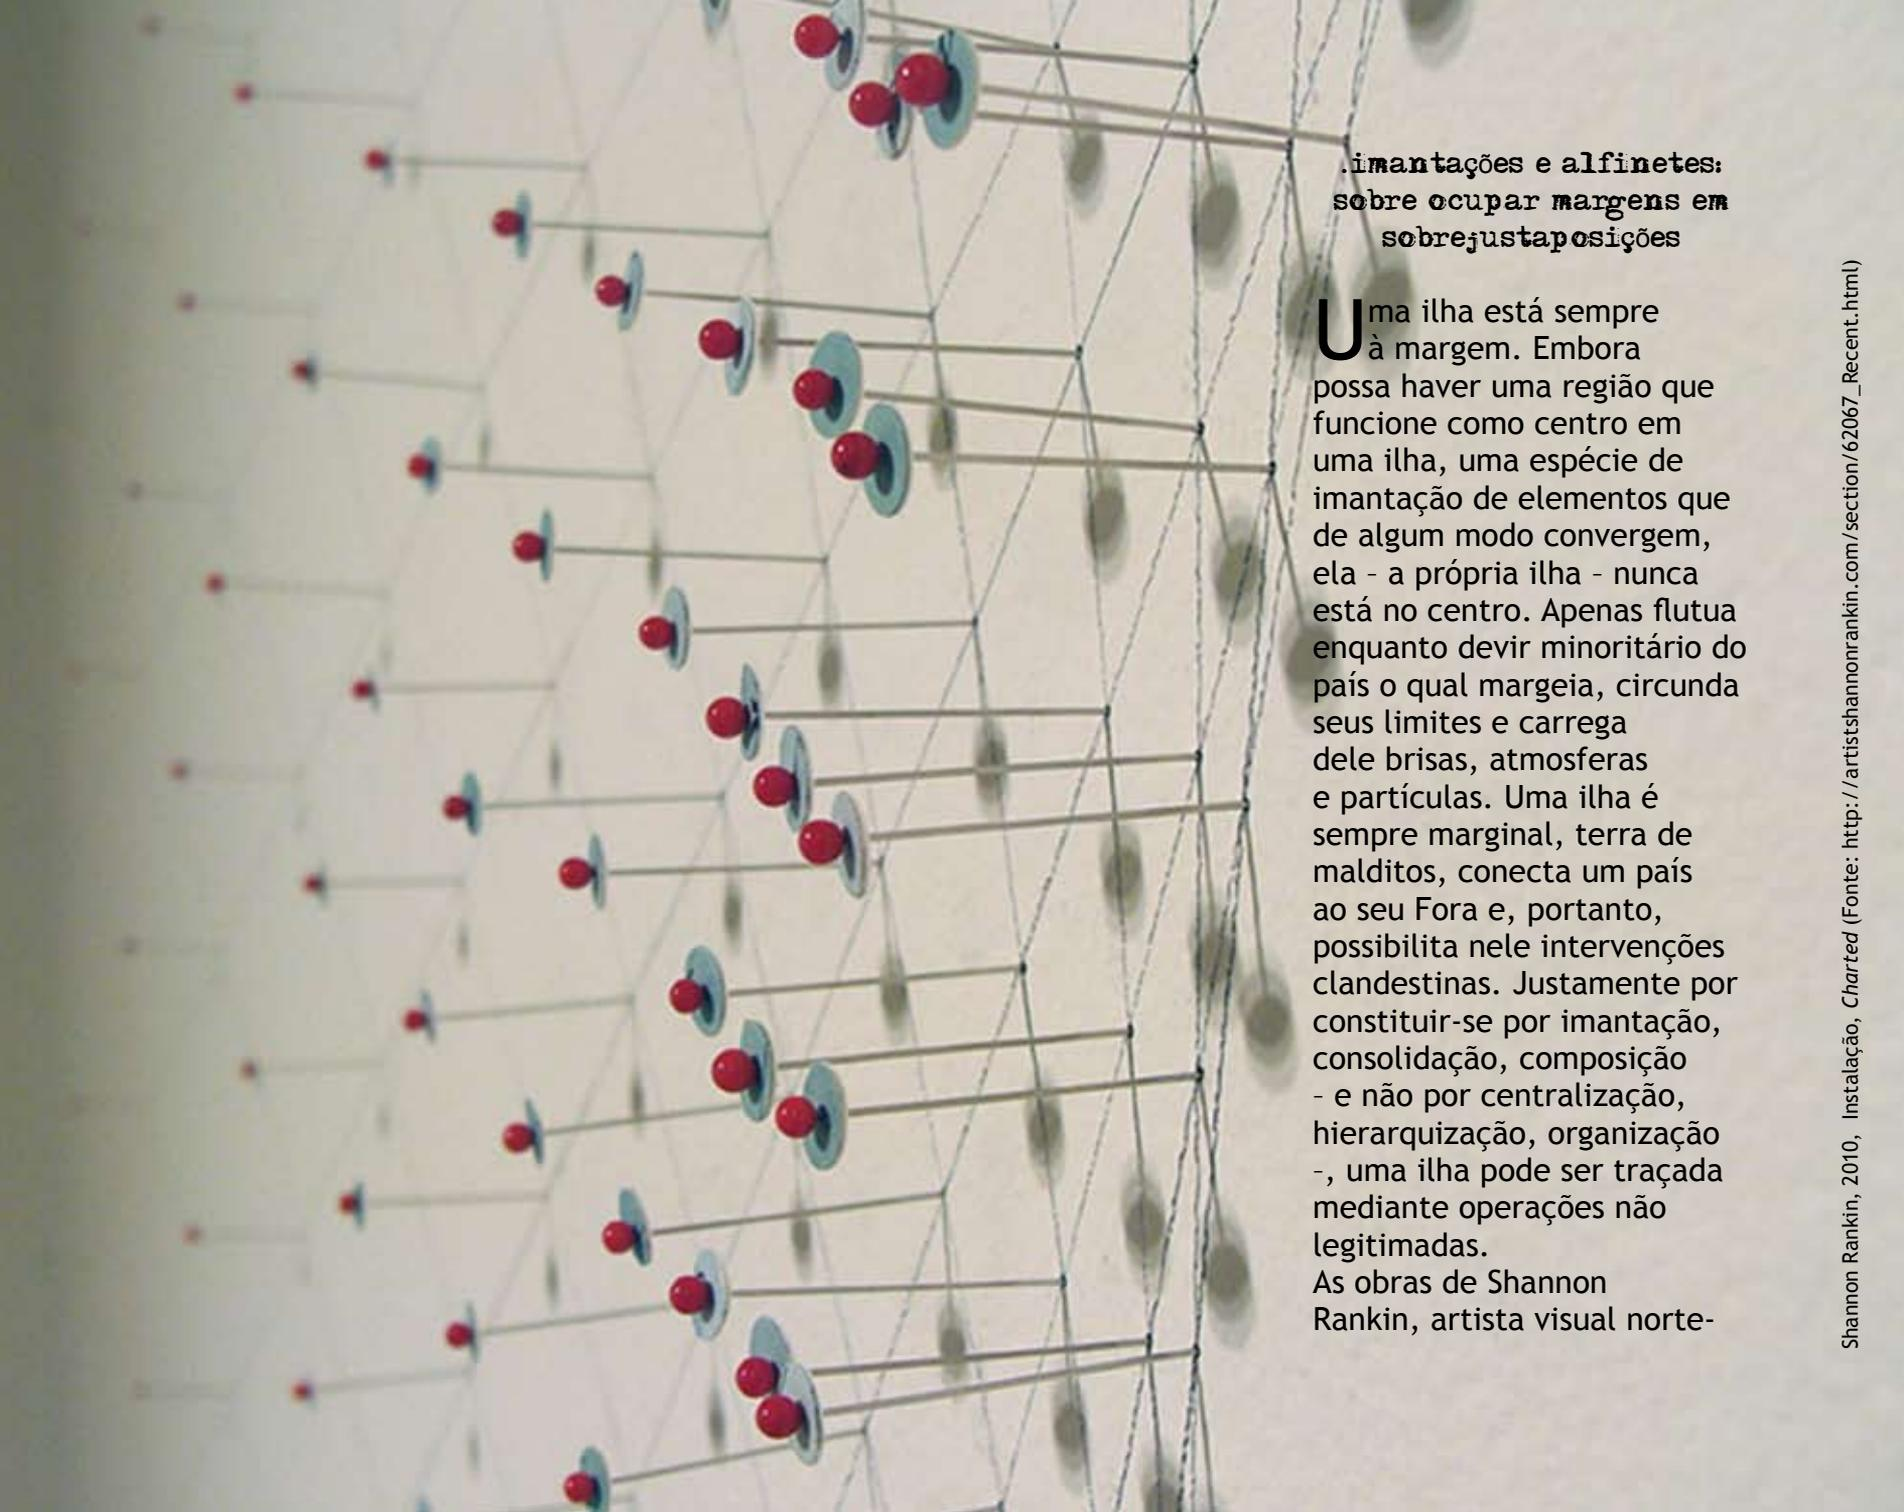 .imantações e alfinetes:
sobre ocupar margens em
sobrejustaposições
Uma ilha está sempre
à margem. Embora
possa haver uma região que
funcione como centro em
uma ilha, uma espécie de
imantação de elementos que
de algum modo convergem,
ela – a própria ilha – nunca
está no centro. Apenas flutua
enquanto devir minoritário do
país o qual margeia, circunda
seus limites e carrega
dele brisas, atmosferas
e partículas. Uma ilha é
sempre marginal, terra de
malditos, conecta um país
ao seu Fora e, portanto,
possibilita nele intervenções
clandestinas. Justamente por
constituir-se por imantação,
consolidação, composição
– e não por centralização,
hierarquização, organização
–, uma ilha pode ser traçada
mediante operações não
legitimadas.
As obras de Shannon
Rankin, artista visual norte-
Shannon Rankin, 2010, Instalação, Charted (Fonte: http://artistshannonrankin.com/section/62067_Recent.html)